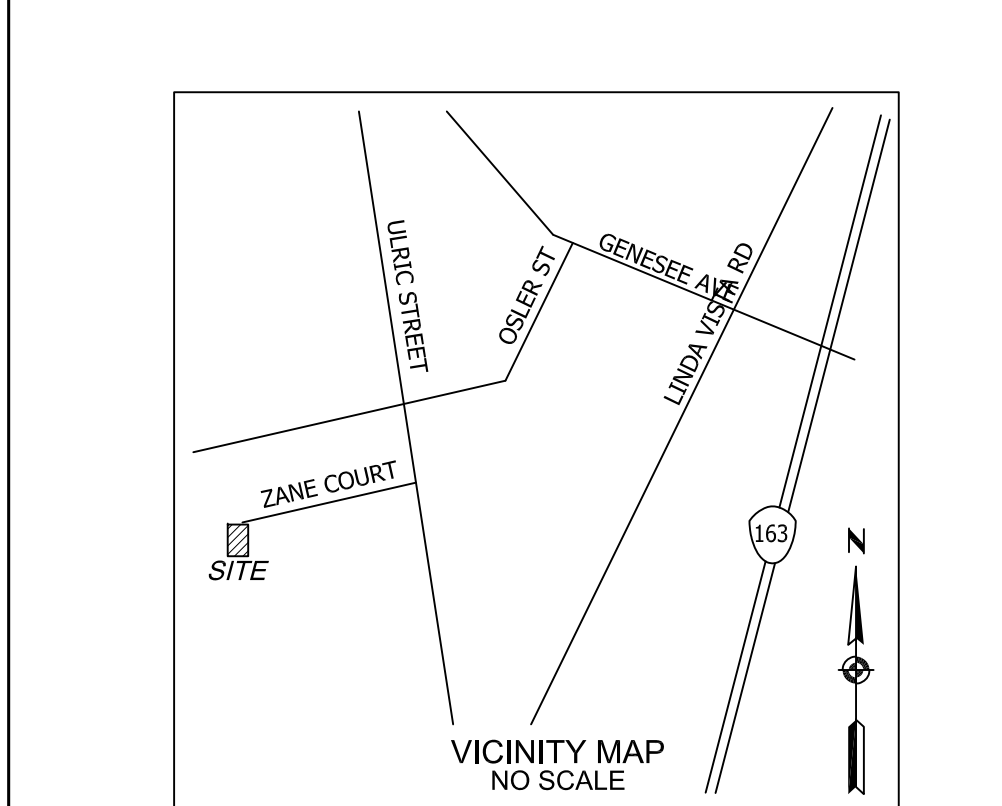 ULRIC STREET
OSLER ST
GENESEE AVE
LINDA VISTA RD
ZANE COURT
SITE
163
N
VICINITY MAP
NO SCALE